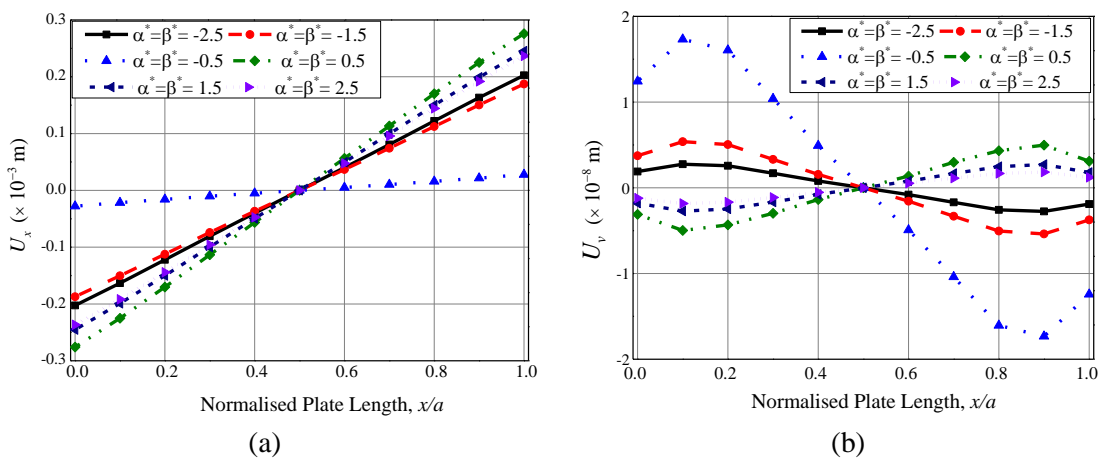 α*=β*= -2.5 α*=β*= -1.5
α*=β*= -0.5 α*=β*= 0.5
α*=β*= 1.5 α*=β*= 2.5
0.3
0.2
0.1
0.0
-0.1
-0.2
-0.3
U_x (× 10⁻³ m)
0.0 0.2 0.4 0.6 0.8 1.0
Normalised Plate Length, x/a
(a)
α*=β*= -2.5 α*=β*= -1.5
α*=β*= -0.5 α*=β*= 0.5
α*=β*= 1.5 α*=β*= 2.5
2
1
0
-1
-2
U_v (× 10⁻⁸ m)
0.0 0.2 0.4 0.6 0.8 1.0
Normalised Plate Length, x/a
(b)